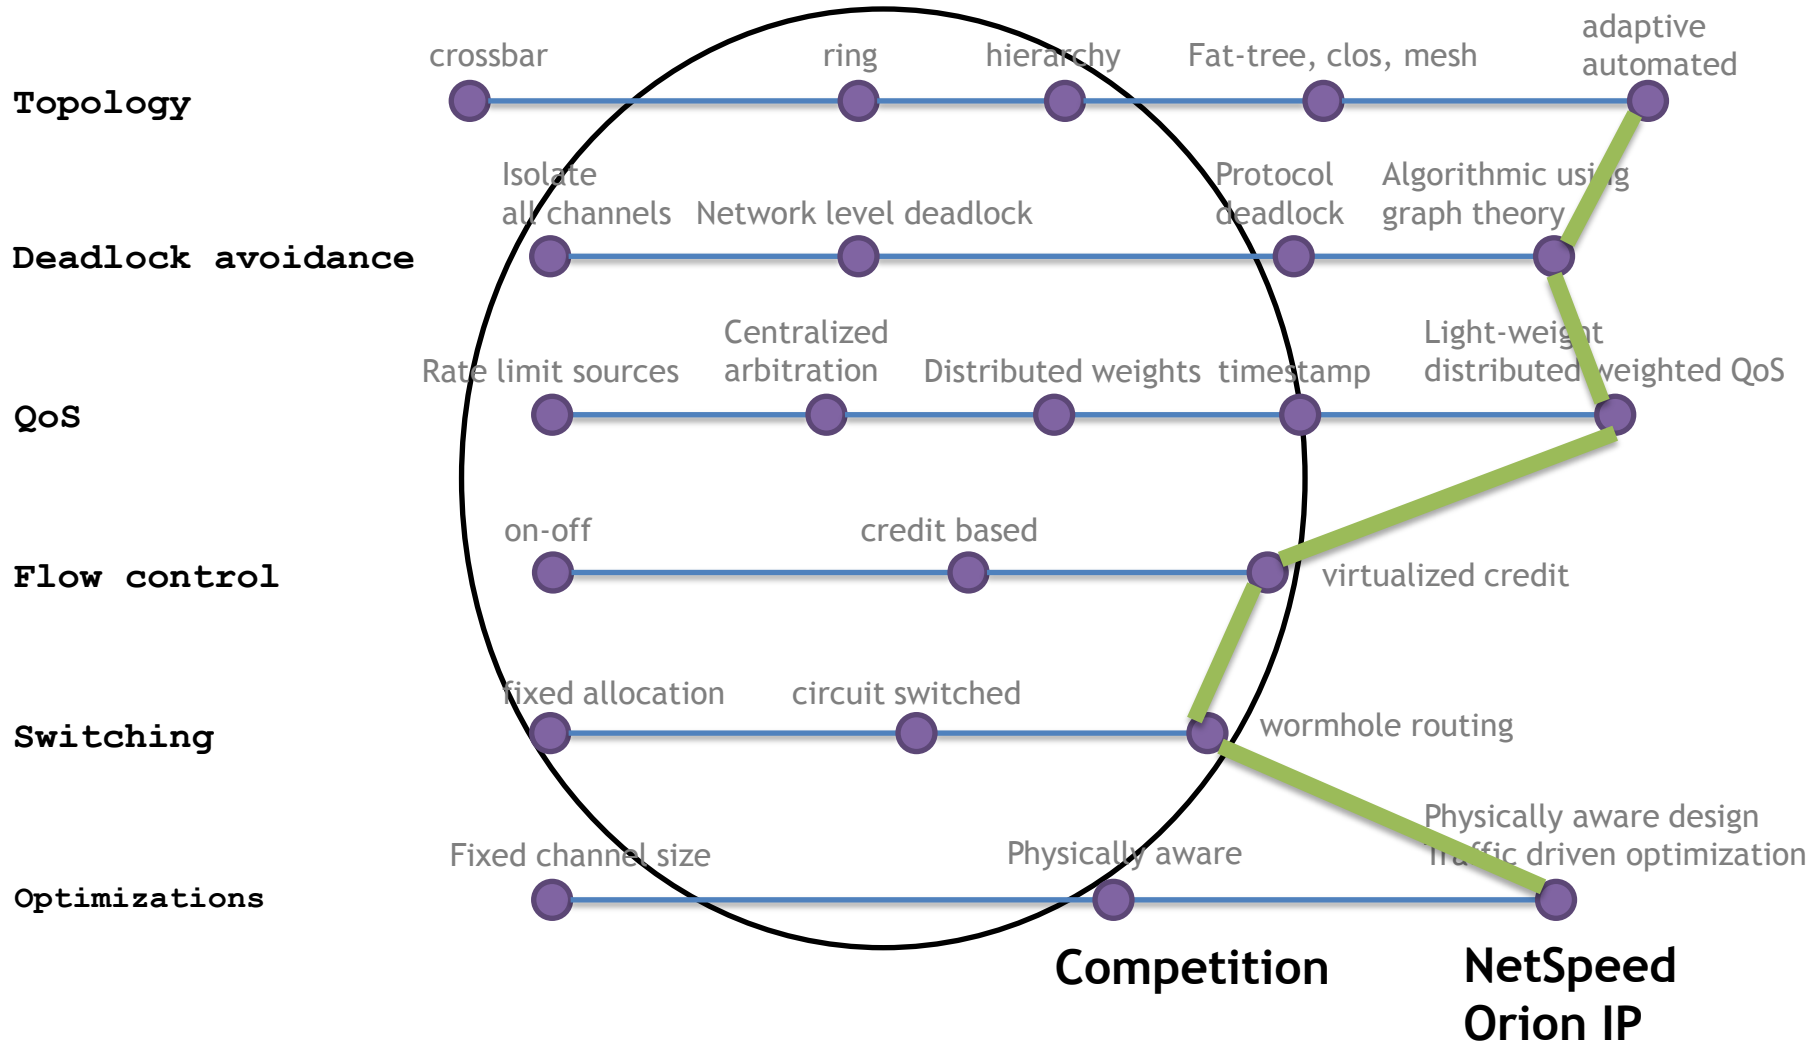 adaptive
crossbar ring hierarchy Fat-tree, clos, mesh automated
Topology
Isolate Protocol Algorithmic using
all channels Network level deadlock deadlock graph theory
Deadlock avoidance
Centralized Light-weight
Rate limit sources arbitration Distributed weights timestamp distributed weighted QoS
QoS
on-off credit based
Flow control virtualized credit
fixed allocation circuit switched
Switching wormhole routing
Physically aware design
Fixed channel size Physically aware Traffic driven optimization
Optimizations
Competition NetSpeed
Orion IP